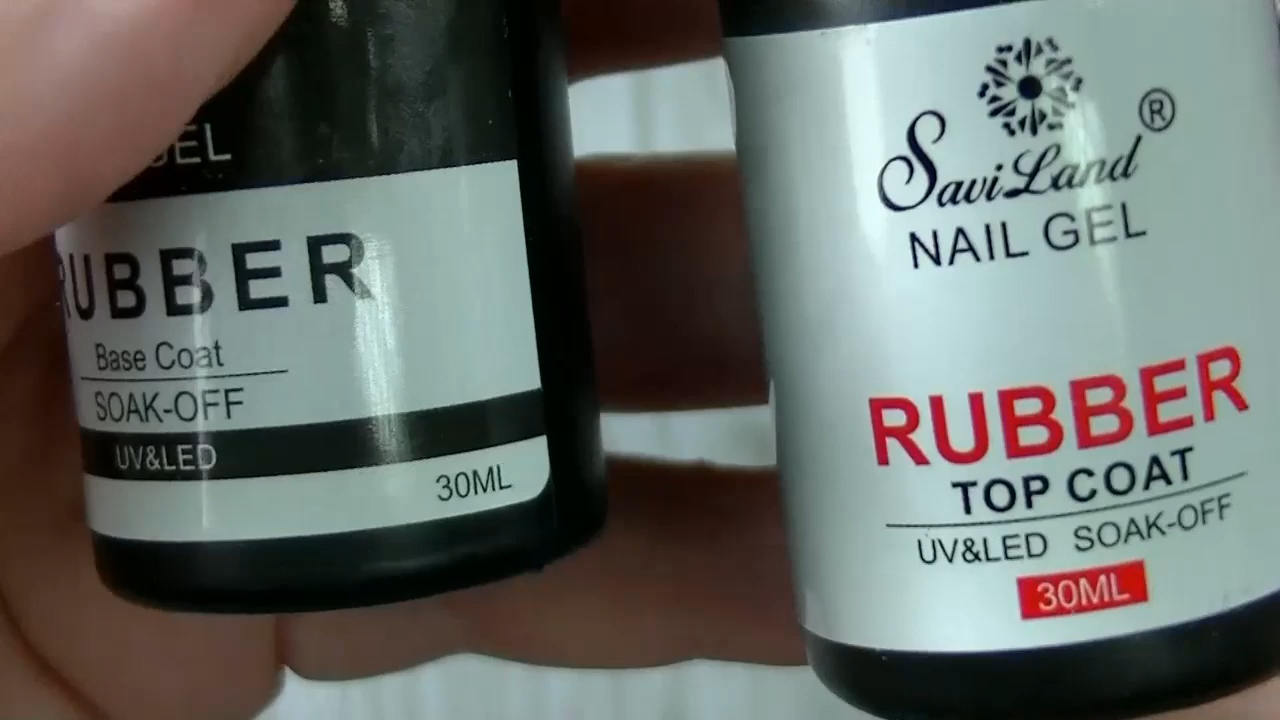 GEL
RUBBER
Base Coat
SOAK-OFF
UV&LED
30ML
SaviLand®
NAIL GEL
RUBBER
TOP COAT
UV&LED SOAK-OFF
30ML